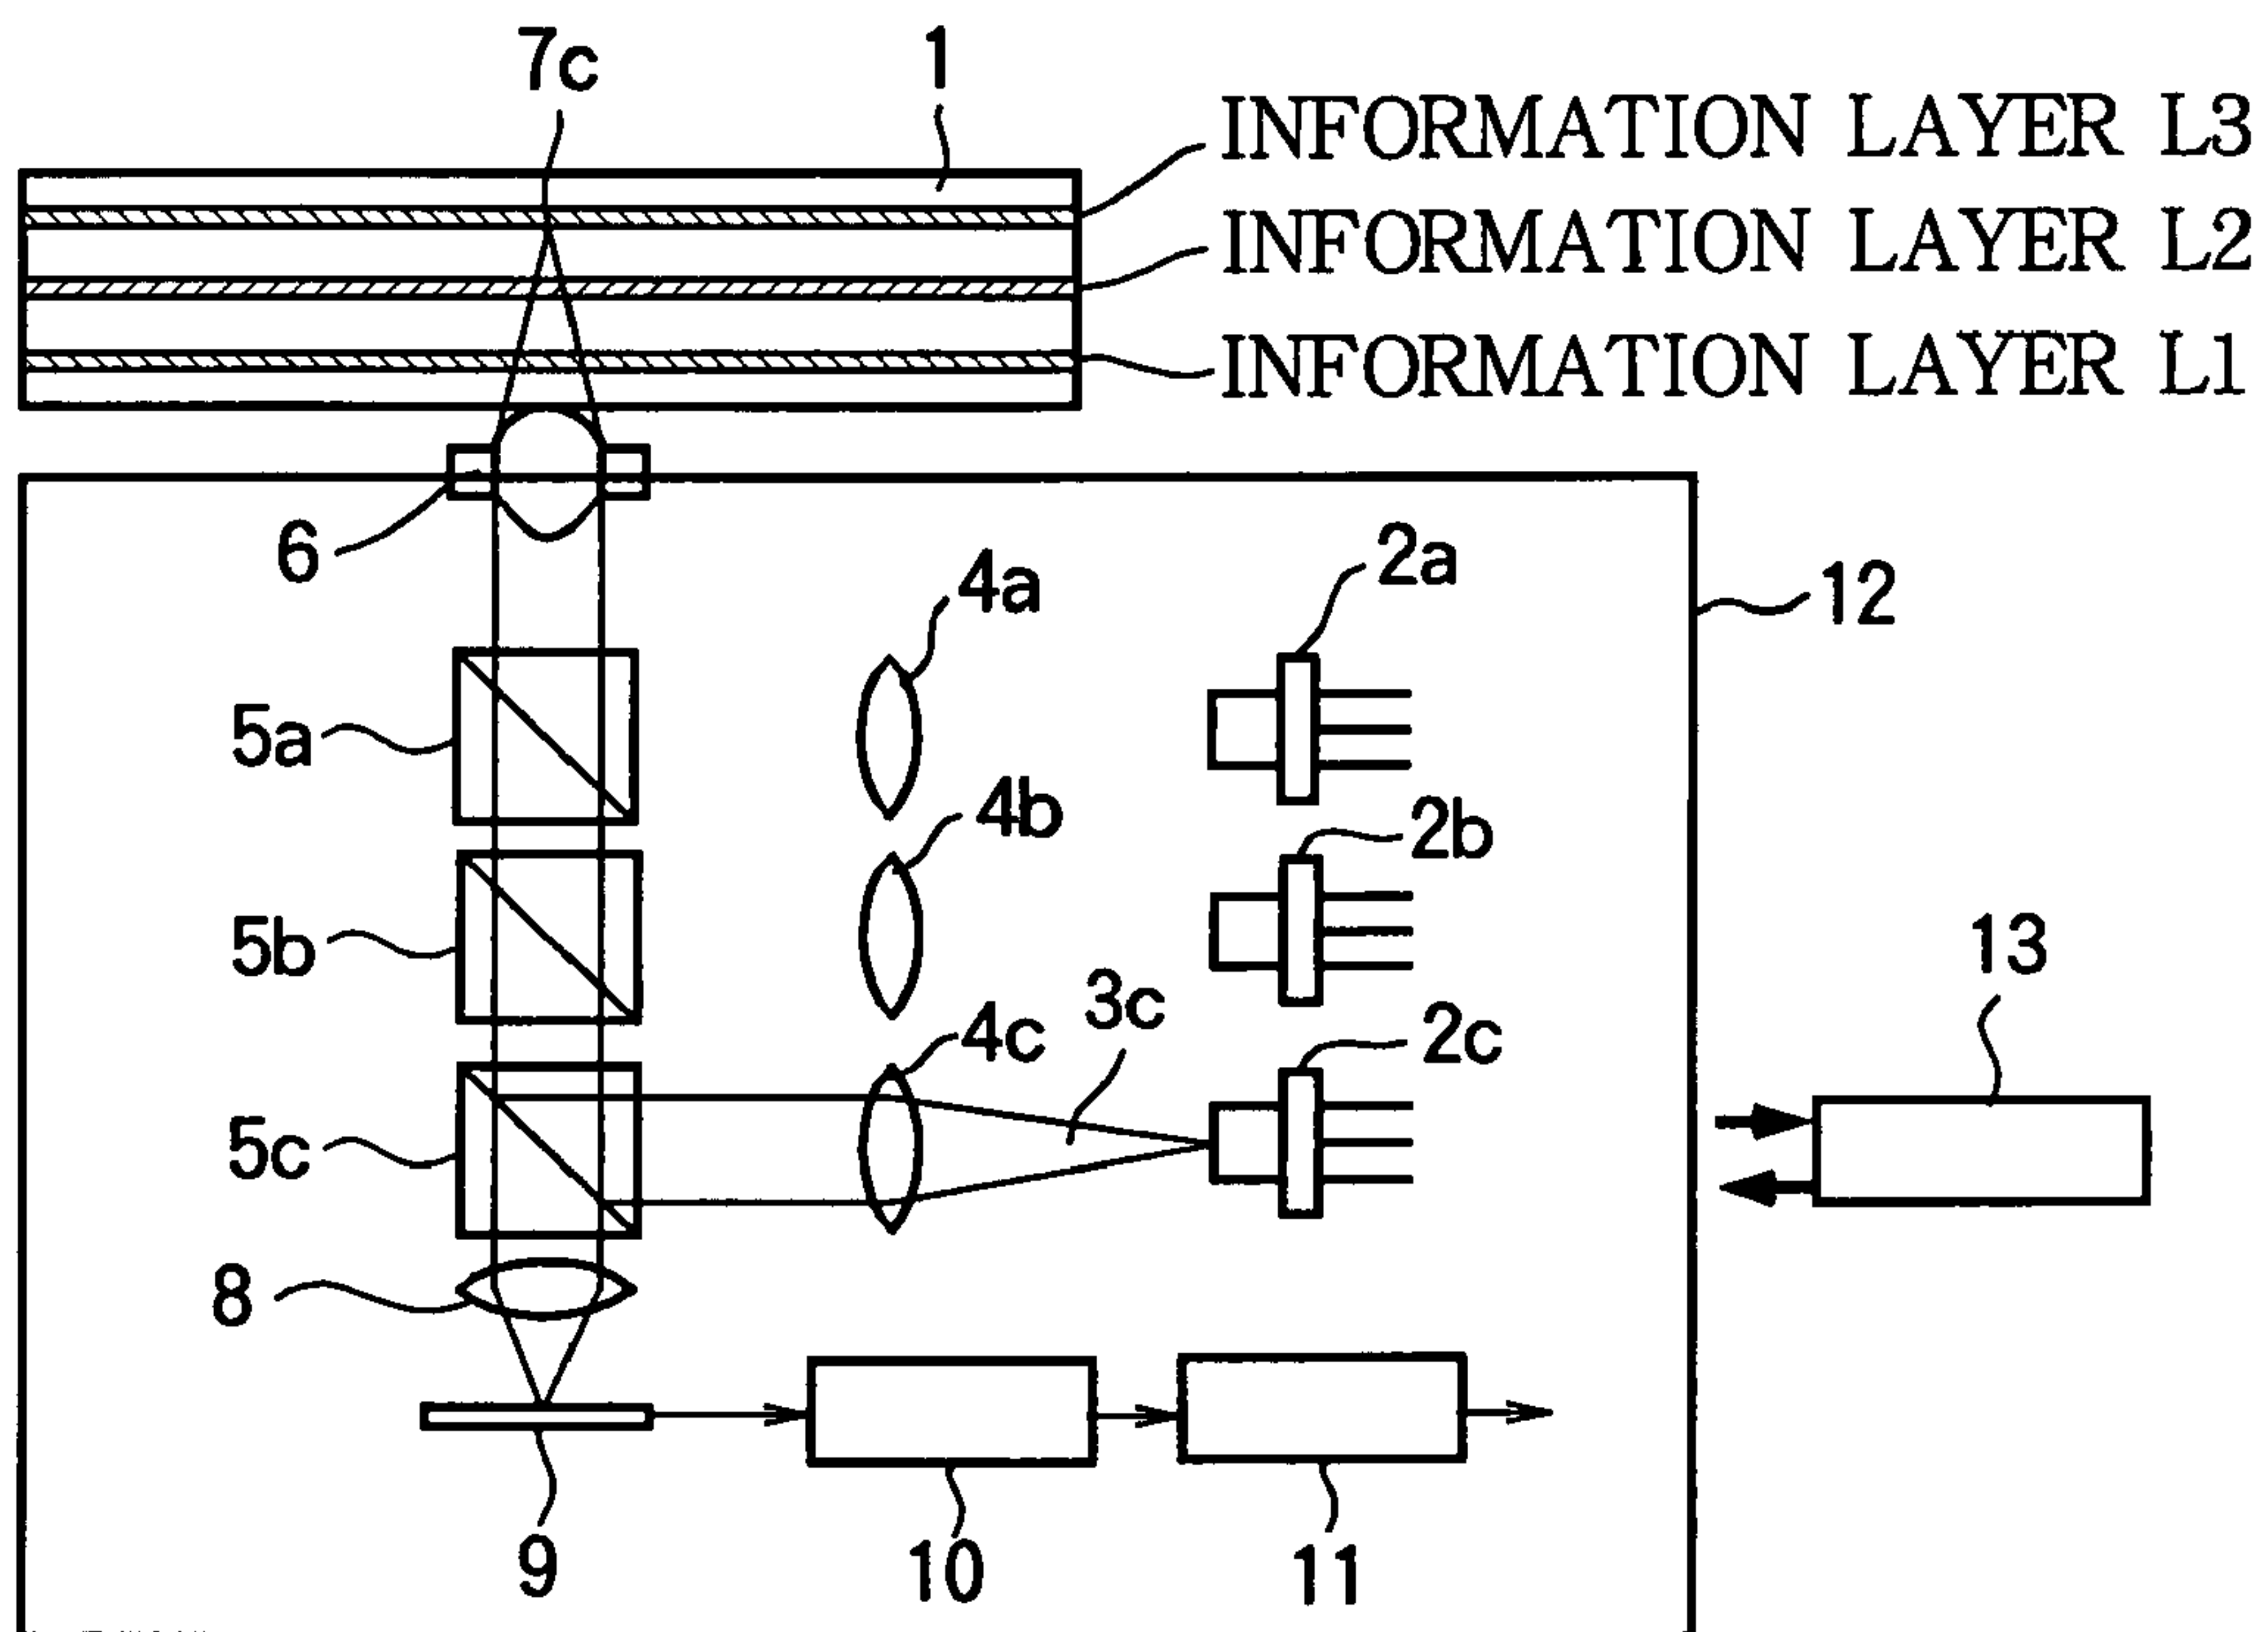 7c
1
INFORMATION LAYER L3
INFORMATION LAYER L2
INFORMATION LAYER L1
6
4a
2a
12
5a
4b
2b
5b
3c
13
4c
2c
5c
8
9
10
11